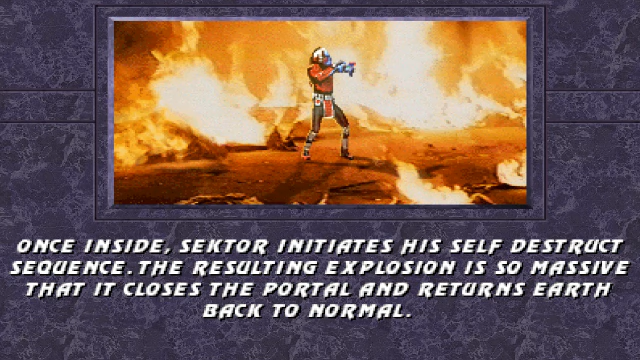 ONCE INSIDE, SEKTOR INITIATES HIS SELF DESTRUCT
SEQUENCE. THE RESULTING EXPLOSION IS SO MASSIVE
THAT IT CLOSES THE PORTAL AND RETURNS EARTH
BACK TO NORMAL.